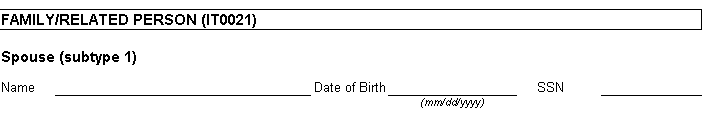 FAMILY/RELATED PERSON (IT0021)
Spouse (subtype 1)
Name Date of Birth SSN
(mm/dd/yyyy)